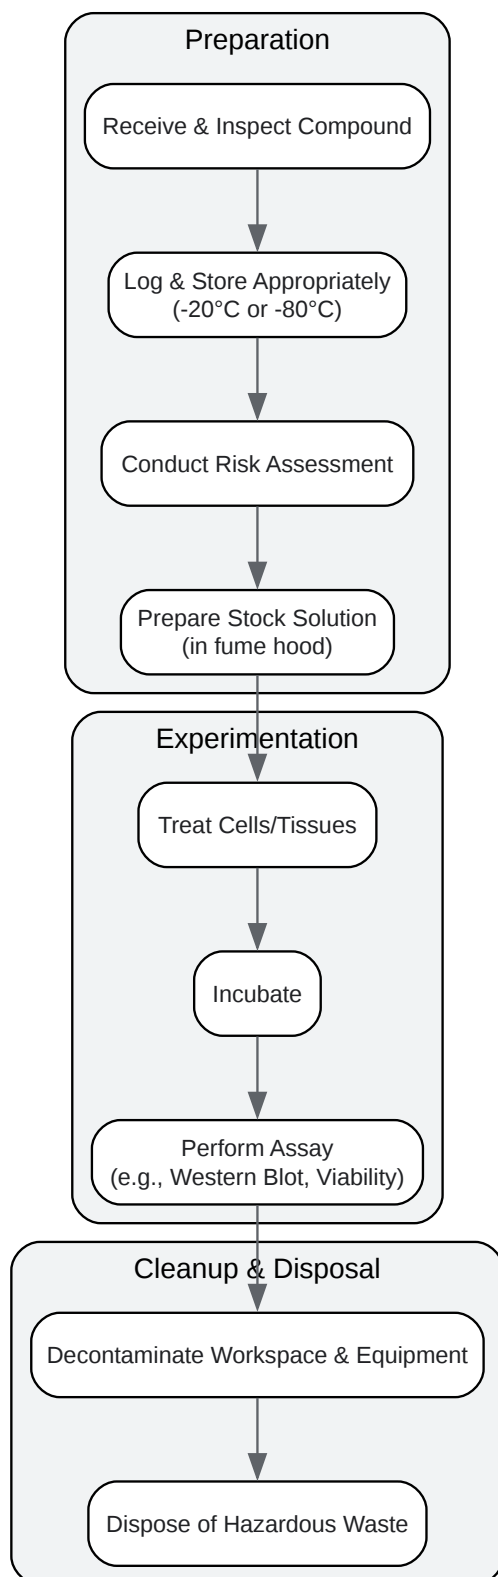 Preparation
Receive & Inspect Compound
Log & Store Appropriately
(-20°C or -80°C)
Conduct Risk Assessment
Prepare Stock Solution
(in fume hood)
Experimentation
Treat Cells/Tissues
Incubate
Perform Assay
(e.g., Western Blot, Viability)
Cleanup & Disposal
Decontaminate Workspace & Equipment
Dispose of Hazardous Waste